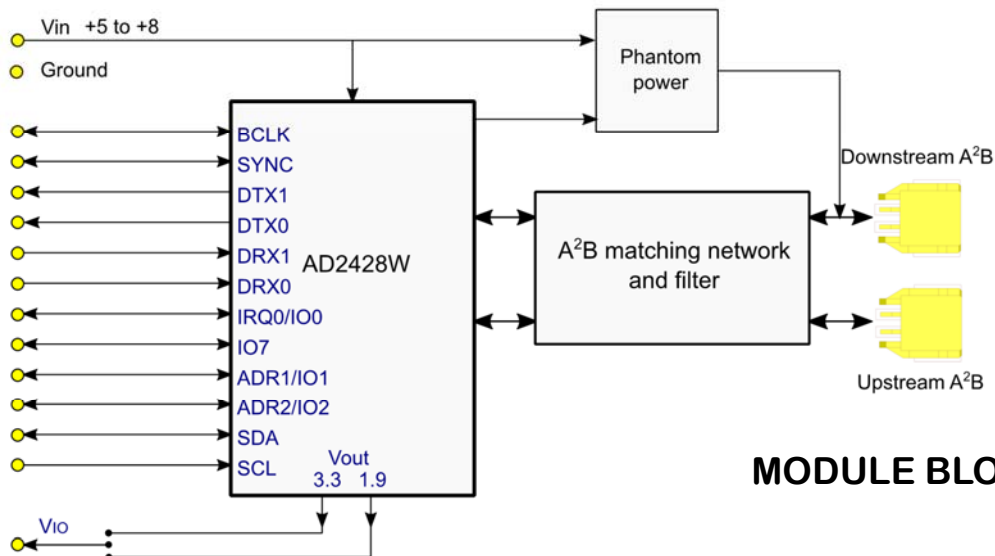 Vin +5 to +8
Ground
Phantom
power
BCLK
SYNC
DTX1
DTX0
DRX1
DRX0
IRQ0/IO0
IO7
ADR1/IO1
ADR2/IO2
SDA
SCL
AD2428W
Vout
3.3 1.9
A²B matching network
and filter
Downstream A²B
Upstream A²B
MODULE BLO
VIO